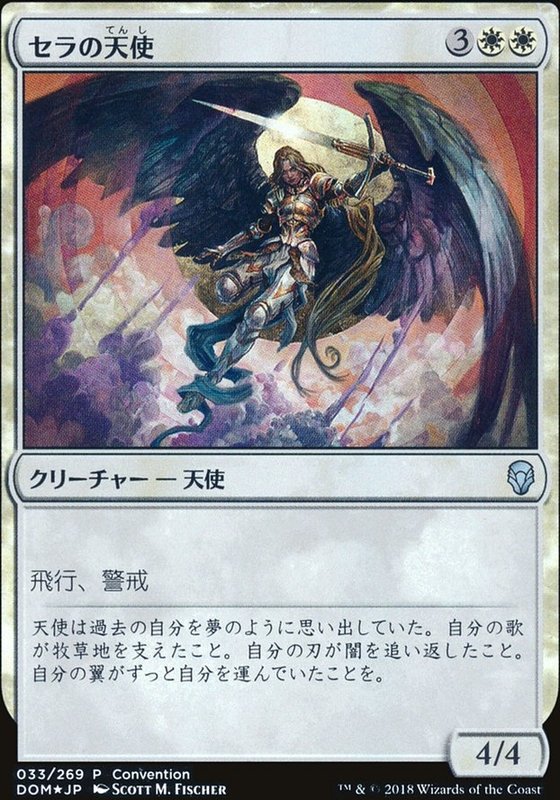 セラの天使
てんし
3
クリーチャー — 天使
飛行、警戒
天使は過去の自分を夢のように思い出していた。自分の歌
が牧草地を支えたこと。自分の刃が闇を追い返したこと。
自分の翼がずっと自分を運んでいたことを。
4/4
033/269 P Convention
DOM★JP Scott M. Fischer
™ & © 2018 Wizards of the Coast